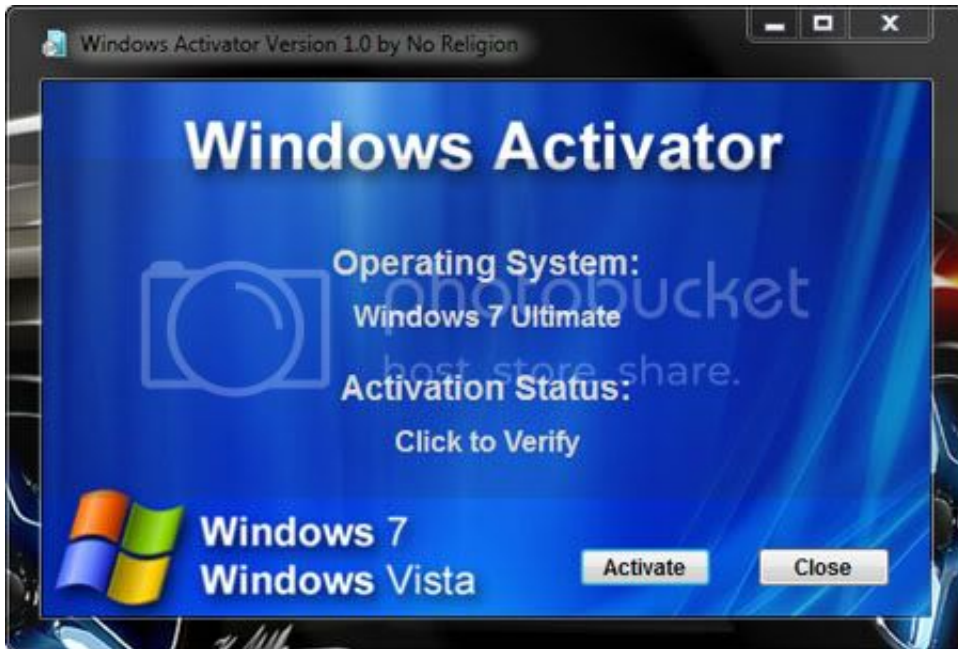 Windows Activator Version 1.0 by No Religion
Windows Activator
Operating System:
photobucket
Windows 7 Ultimate
host. store. share.
Activation Status:
Click to Verify
Windows 7
Windows Vista
Activate
Close